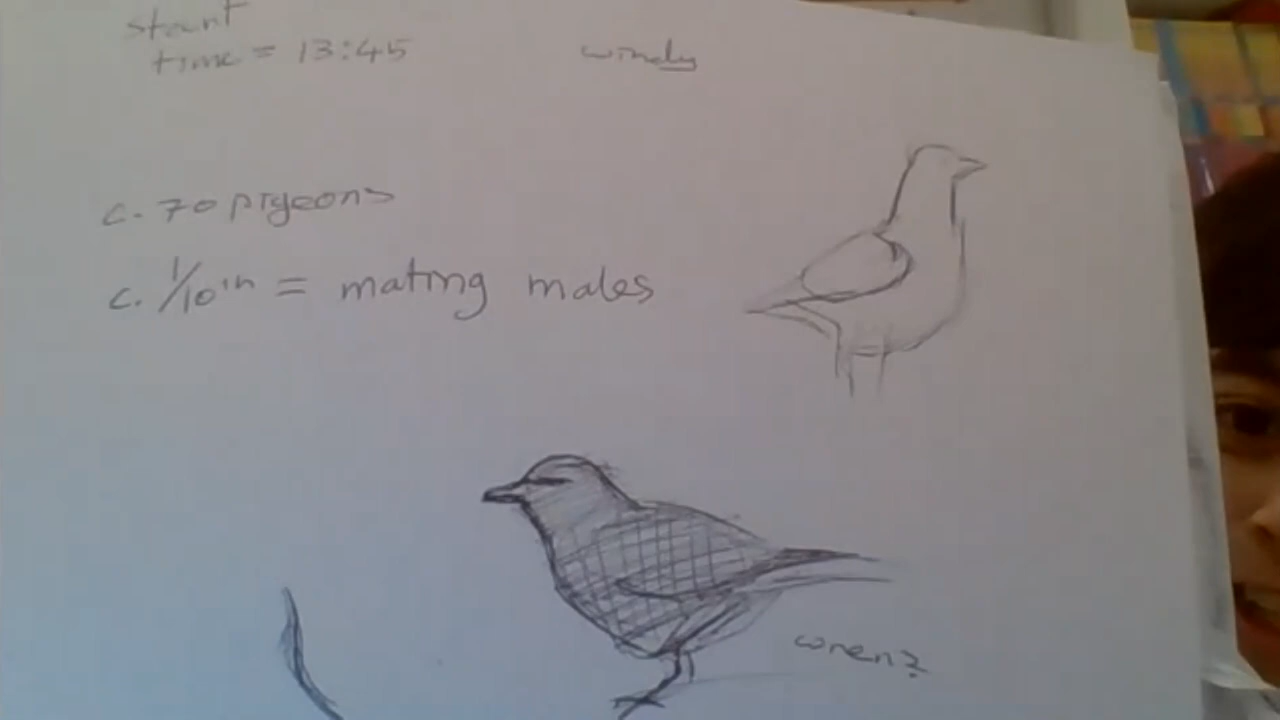 start
time = 13:45
windy
c. 70 pigeons
c. 1/10th = mating males
wren?